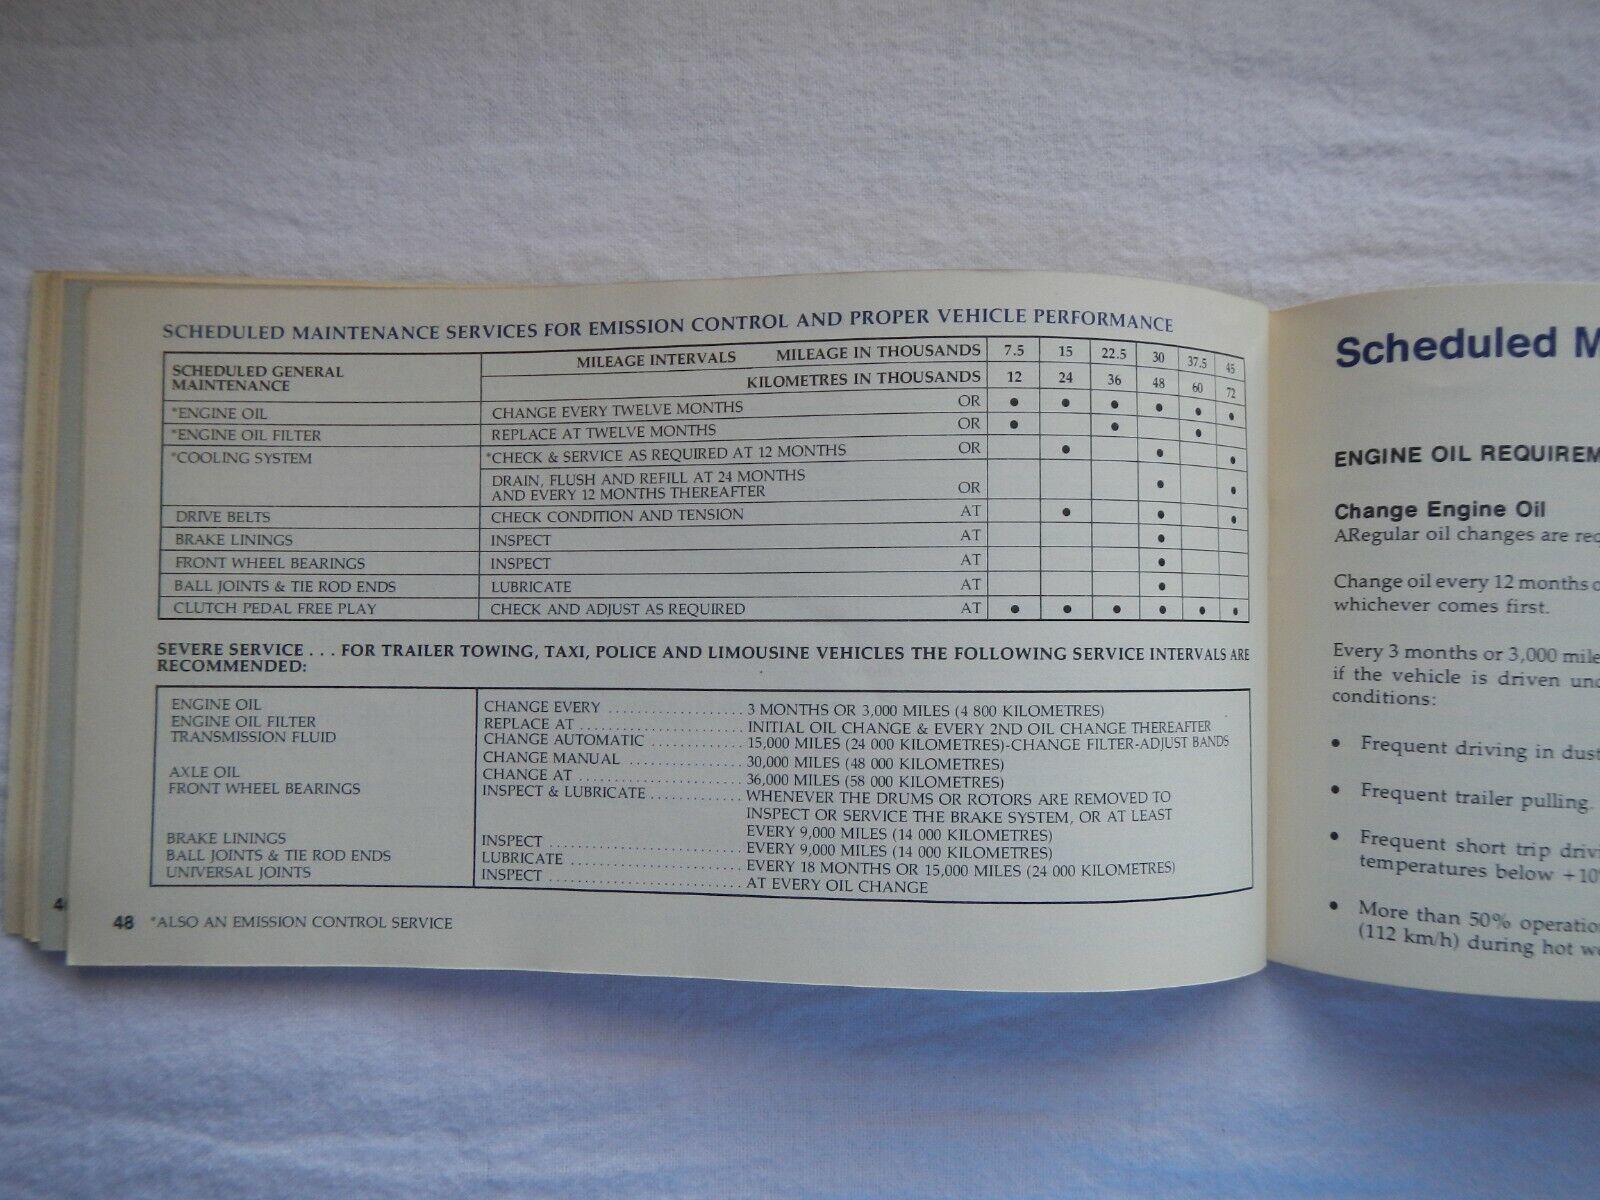 SCHEDULED MAINTENANCE SERVICES FOR EMISSION CONTROL AND PROPER VEHICLE PERFORMANCE
SCHEDULED GENERAL
MAINTENANCE
MILEAGE INTERVALS MILEAGE IN THOUSANDS 7.5 15 22.5 30 37.5 45
KILOMETRES IN THOUSANDS 12 24 36 48 60 72
*ENGINE OIL CHANGE EVERY TWELVE MONTHS OR • • • • • •
*ENGINE OIL FILTER REPLACE AT TWELVE MONTHS OR • • •
*COOLING SYSTEM *CHECK & SERVICE AS REQUIRED AT 12 MONTHS OR • • •
DRAIN, FLUSH AND REFILL AT 24 MONTHS
AND EVERY 12 MONTHS THEREAFTER OR • •
DRIVE BELTS CHECK CONDITION AND TENSION AT • • •
BRAKE LININGS INSPECT AT •
FRONT WHEEL BEARINGS INSPECT AT •
BALL JOINTS & TIE ROD ENDS LUBRICATE AT •
CLUTCH PEDAL FREE PLAY CHECK AND ADJUST AS REQUIRED AT • • • • • •
SEVERE SERVICE . . . FOR TRAILER TOWING, TAXI, POLICE AND LIMOUSINE VEHICLES THE FOLLOWING SERVICE INTERVALS ARE
RECOMMENDED:
ENGINE OIL CHANGE EVERY ................... 3 MONTHS OR 3,000 MILES (4 800 KILOMETRES)
ENGINE OIL FILTER REPLACE AT ....................... INITIAL OIL CHANGE & EVERY 2ND OIL CHANGE THEREAFTER
TRANSMISSION FLUID CHANGE AUTOMATIC ............. 15,000 MILES (24 000 KILOMETRES)-CHANGE FILTER-ADJUST BANDS
CHANGE MANUAL ................ 30,000 MILES (48 000 KILOMETRES)
AXLE OIL CHANGE AT ....................... 36,000 MILES (58 000 KILOMETRES)
FRONT WHEEL BEARINGS INSPECT & LUBRICATE ............. WHENEVER THE DRUMS OR ROTORS ARE REMOVED TO
INSPECT OR SERVICE THE BRAKE SYSTEM, OR AT LEAST
EVERY 9,000 MILES (14 000 KILOMETRES)
BRAKE LININGS INSPECT ........................... EVERY 9,000 MILES (14 000 KILOMETRES)
BALL JOINTS & TIE ROD ENDS LUBRICATE ........................ EVERY 18 MONTHS OR 15,000 MILES (24 000 KILOMETRES)
UNIVERSAL JOINTS INSPECT ........................... AT EVERY OIL CHANGE
48 *ALSO AN EMISSION CONTROL SERVICE
Scheduled M
ENGINE OIL REQUIREM
Change Engine Oil
ARegular oil changes are req
Change oil every 12 months o
whichever comes first.
Every 3 months or 3,000 mile
if the vehicle is driven und
conditions:
• Frequent driving in dust
• Frequent trailer pulling.
• Frequent short trip drivi
temperatures below +10°
• More than 50% operatio
(112 km/h) during hot we